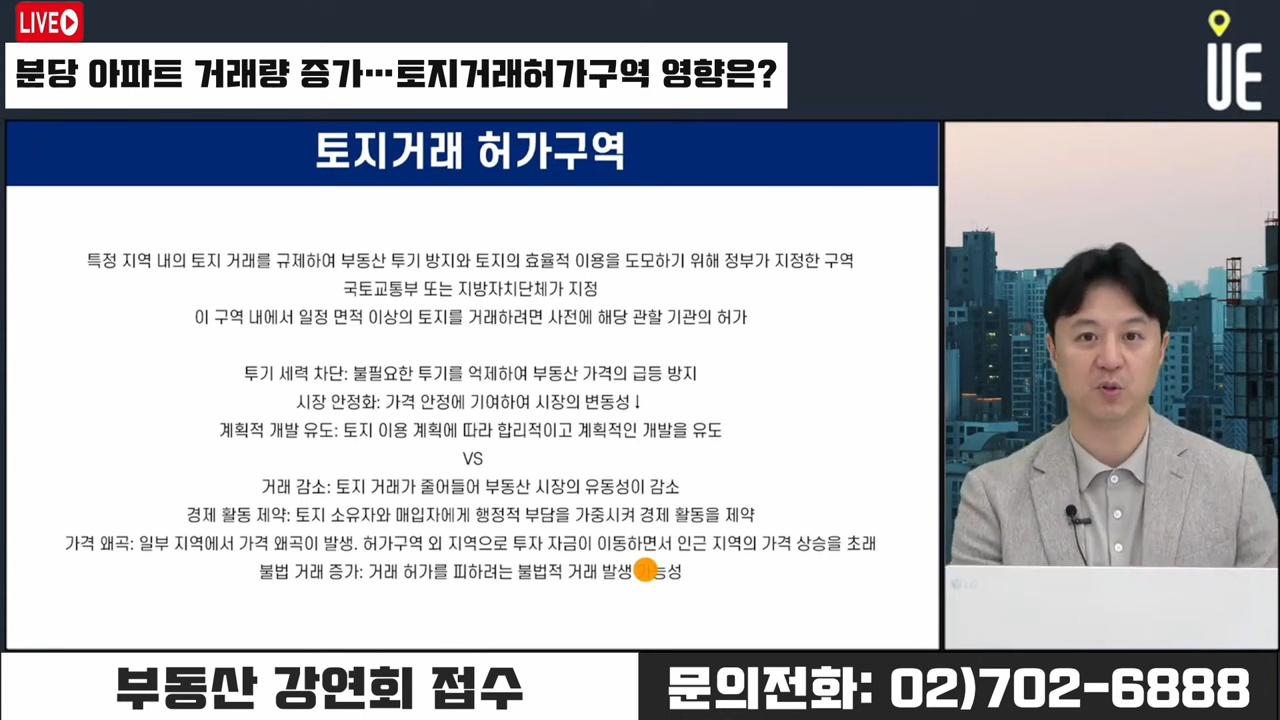 LIVE
분당 아파트 거래량 증가…토지거래허가구역 영향은?
UE
토지거래 허가구역
특정 지역 내의 토지 거래를 규제하여 부동산 투기 방지와 토지의 효율적 이용을 도모하기 위해 정부가 지정한 구역
국토교통부 또는 지방자치단체가 지정
이 구역 내에서 일정 면적 이상의 토지를 거래하려면 사전에 해당 관할 기관의 허가
투기 세력 차단: 불필요한 투기를 억제하여 부동산 가격의 급등 방지
시장 안정화: 가격 안정에 기여하여 시장의 변동성↓
계획적 개발 유도: 토지 이용 계획에 따라 합리적이고 계획적인 개발을 유도
VS
거래 감소: 토지 거래가 줄어들어 부동산 시장의 유동성이 감소
경제 활동 제약: 토지 소유자와 매입자에게 행정적 부담을 가중시켜 경제 활동을 제약
가격 왜곡: 일부 지역에서 가격 왜곡이 발생. 허가구역 외 지역으로 투자 자금이 이동하면서 인근 지역의 가격 상승을 초래
불법 거래 증가: 거래 허가를 피하려는 불법적 거래 발생 가능성
LG
부동산 강연회 접수
문의전화: 02)702-6888